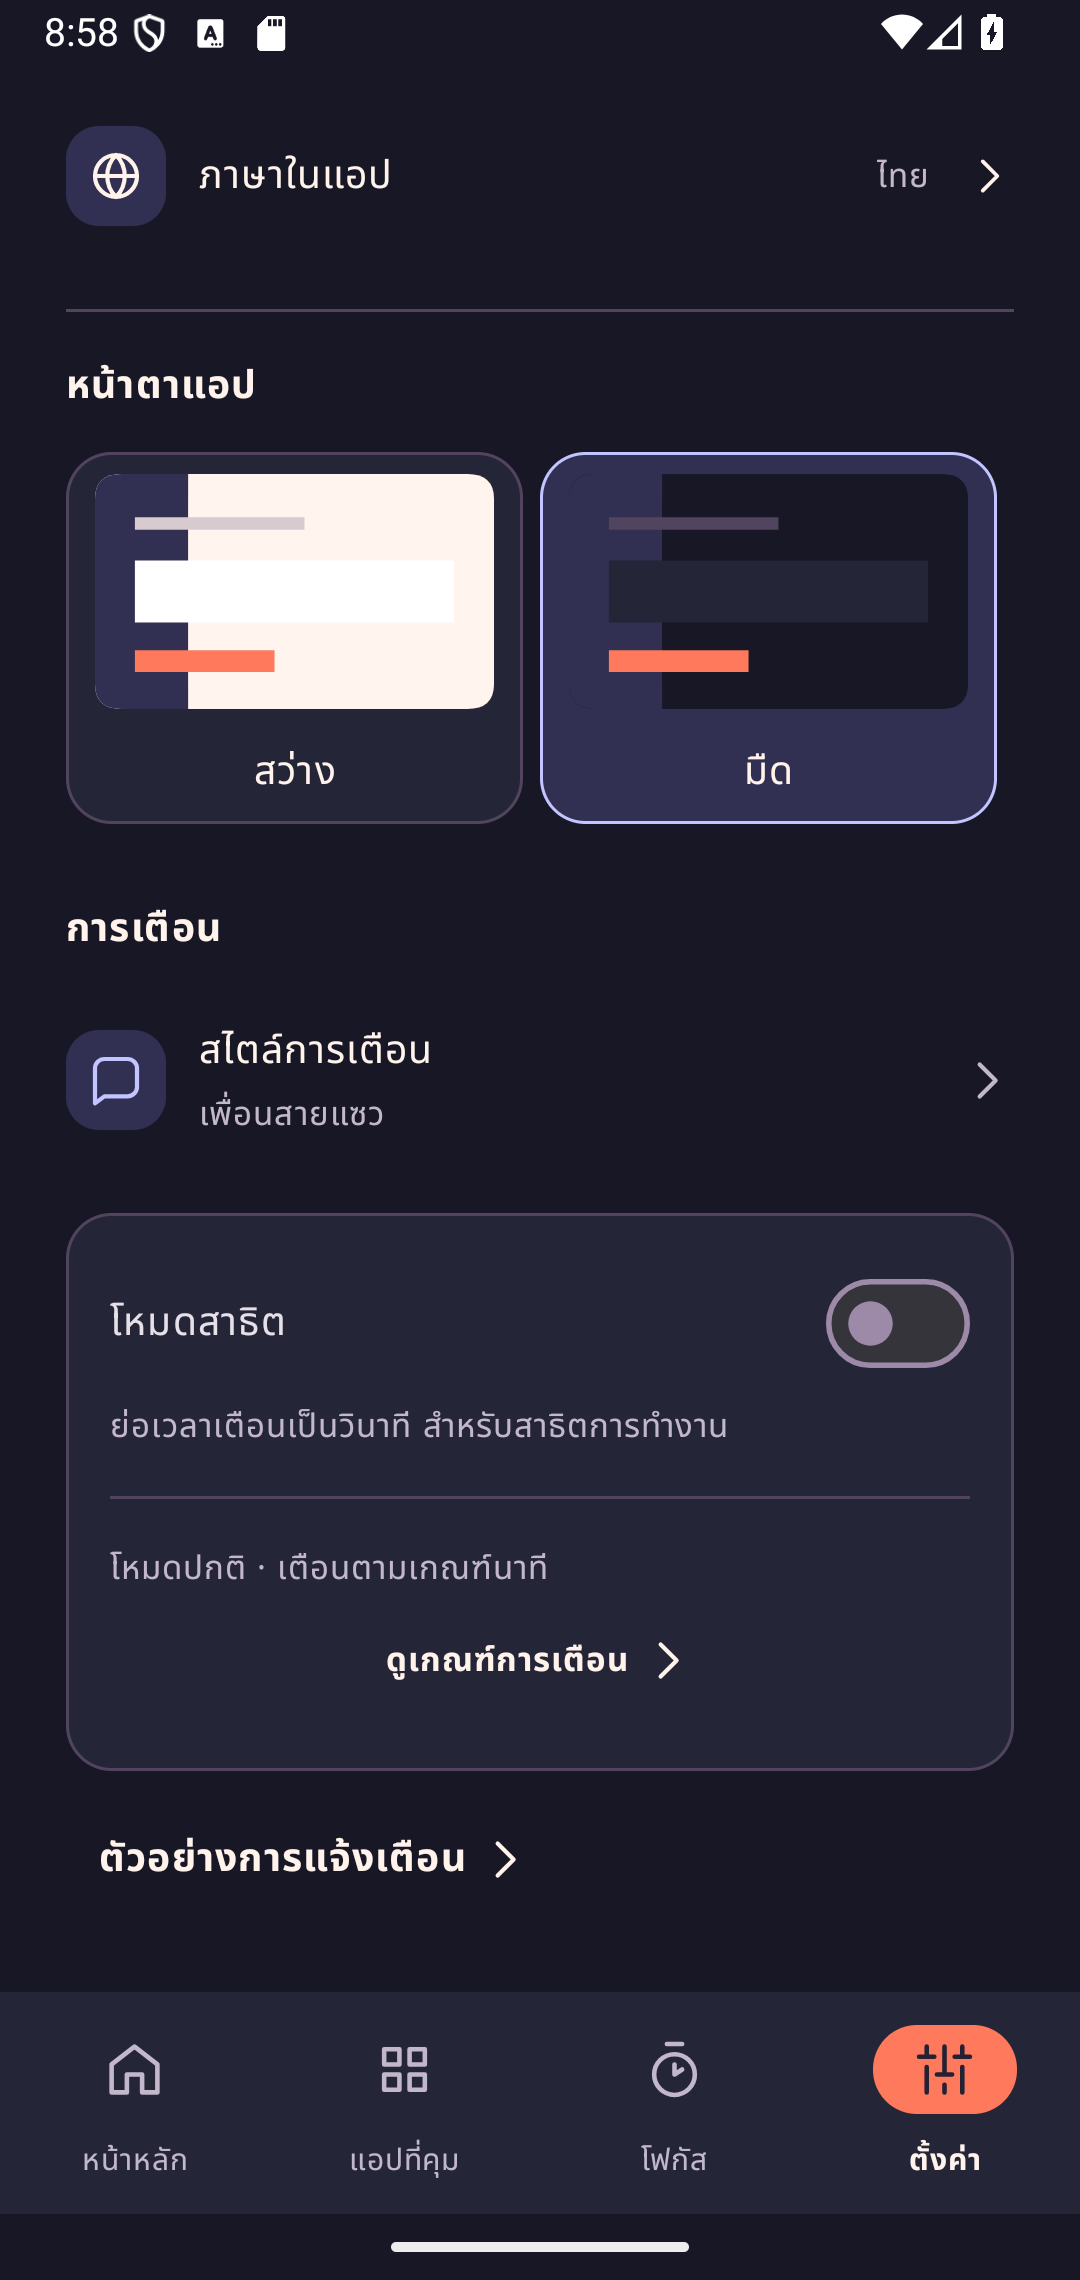 8:58
ภาษาในแอป
ไทย
หน้าตาแอป
สว่าง
มืด
การเตือน
สไตล์การเตือน
เพื่อนสายแซว
โหมดสาธิต
ย่อเวลาเตือนเป็นวินาที สำหรับสาธิตการทำงาน
โหมดปกติ · เตือนตามเกณฑ์นาที
ดูเกณฑ์การเตือน
ตัวอย่างการแจ้งเตือน
หน้าหลัก
แอปที่คุม
โฟกัส
ตั้งค่า